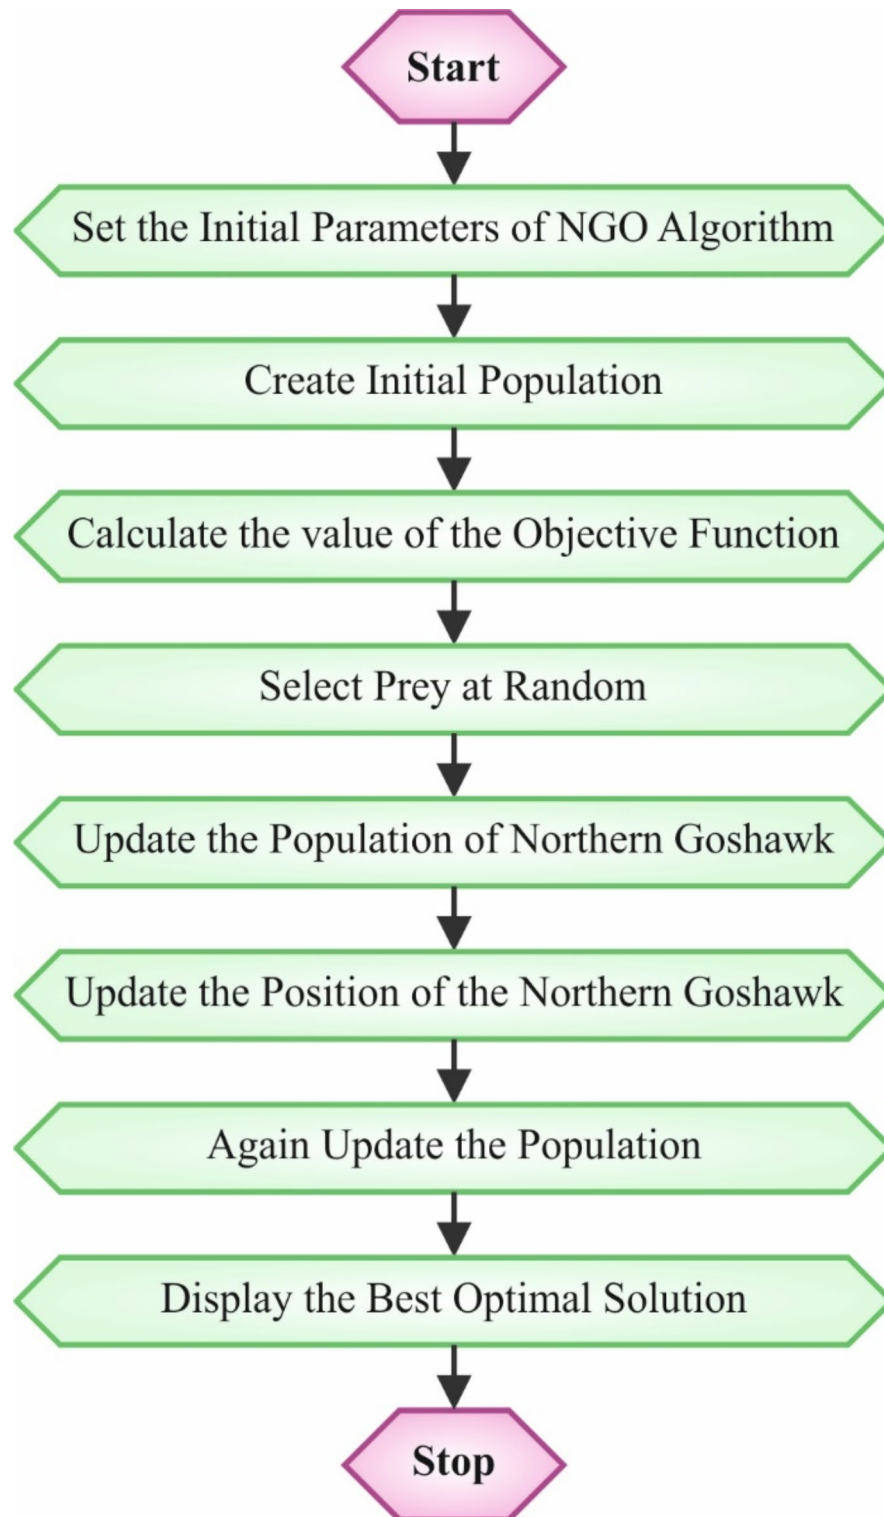 Start
Set the Initial Parameters of NGO Algorithm
Create Initial Population
Calculate the value of the Objective Function
Select Prey at Random
Update the Population of Northern Goshawk
Update the Position of the Northern Goshawk
Again Update the Population
Display the Best Optimal Solution
Stop